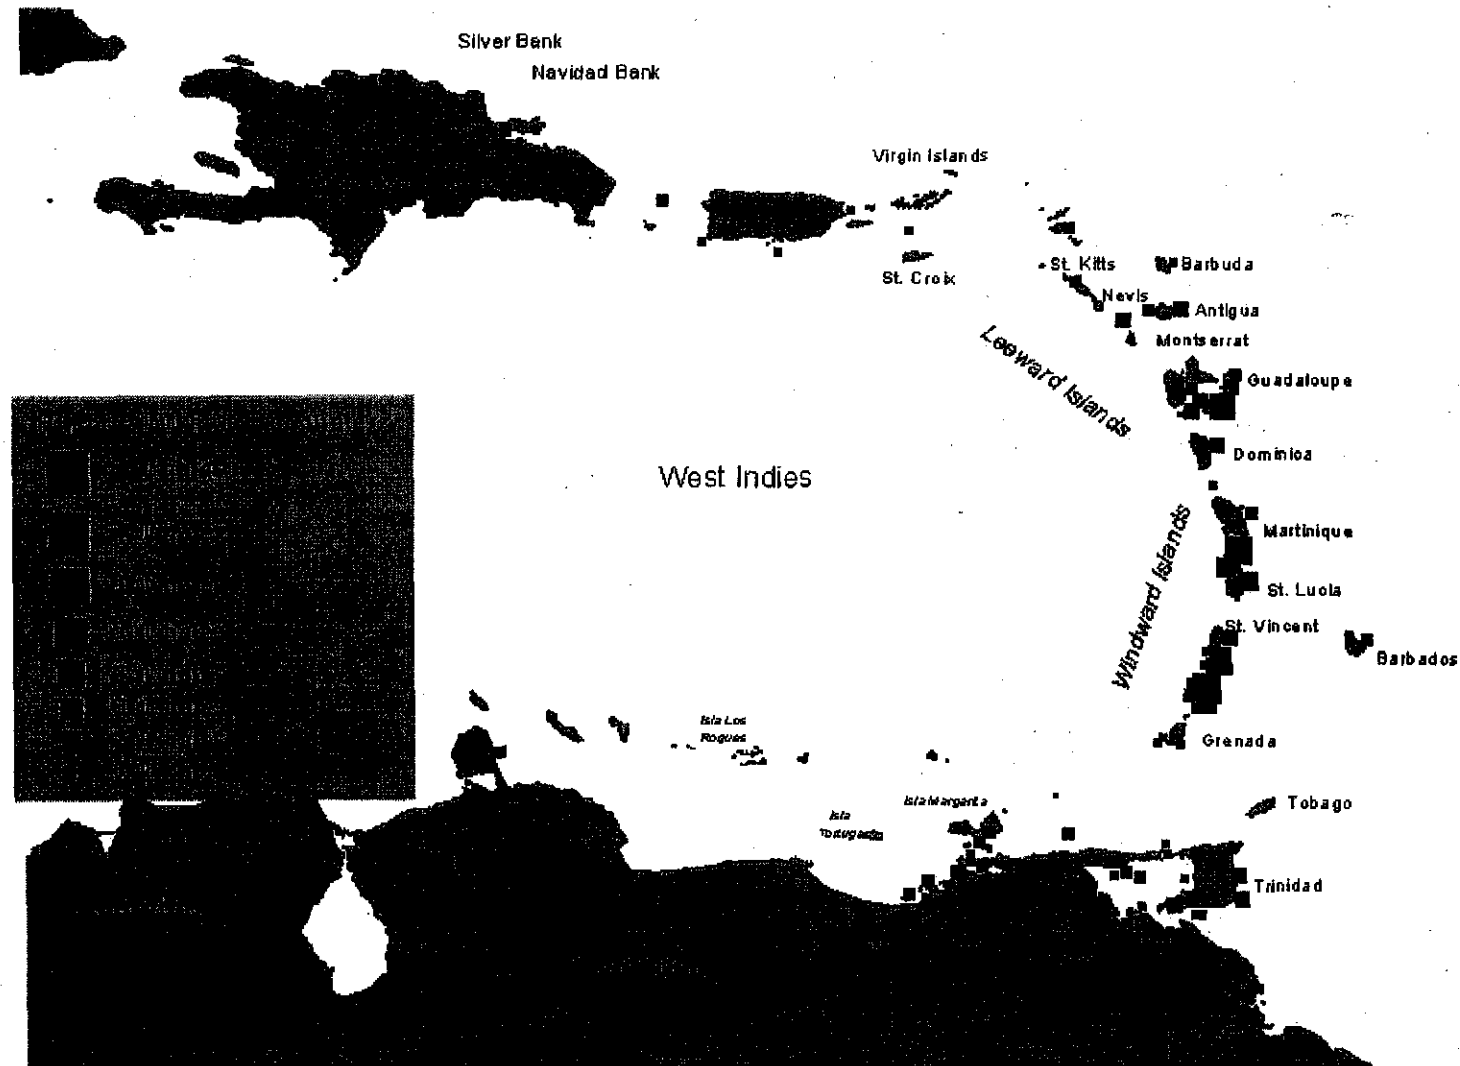 Silver Bank
Navidad Bank
Virgin Islands
St. Croix
St. Kitts
Barbuda
Nevis
Antigua
Montserrat
Leeward Islands
Guadaloupe
Dominica
West Indies
Martinique
Windward Islands
St. Lucia
St. Vincent
Barbados
Isla Los
Roques
Grenada
Isla Margarita
Tobago
Isla
Trinidad